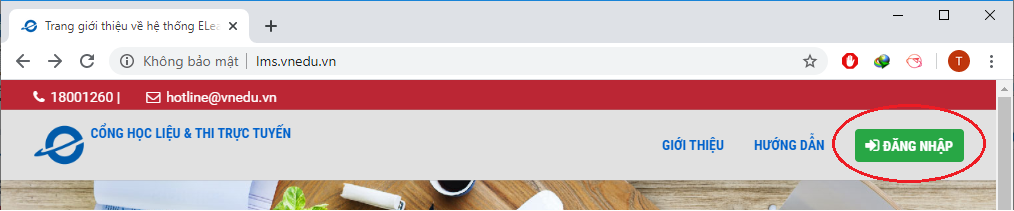 Trang giới thiệu về hệ thống ELea
Không bảo mật | lms.vnedu.vn
T
18001260 | hotline@vnedu.vn
CỔNG HỌC LIỆU & THI TRỰC TUYẾN
GIỚI THIỆU HƯỚNG DẪN ĐĂNG NHẬP